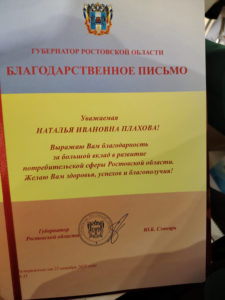 ГУБЕРНАТОР РОСТОВСКОЙ ОБЛАСТИ
БЛАГОДАРСТВЕННОЕ ПИСЬМО
Уважаемая
НАТАЛЬЯ ИВАНОВНА ПЛАХОВА!
Выражаю Вам благодарность
за большой вклад в развитие
потребительской сферы Ростовской области.
Желаю Вам здоровья, успехов и благополучия!
Губернатор
Ростовской области